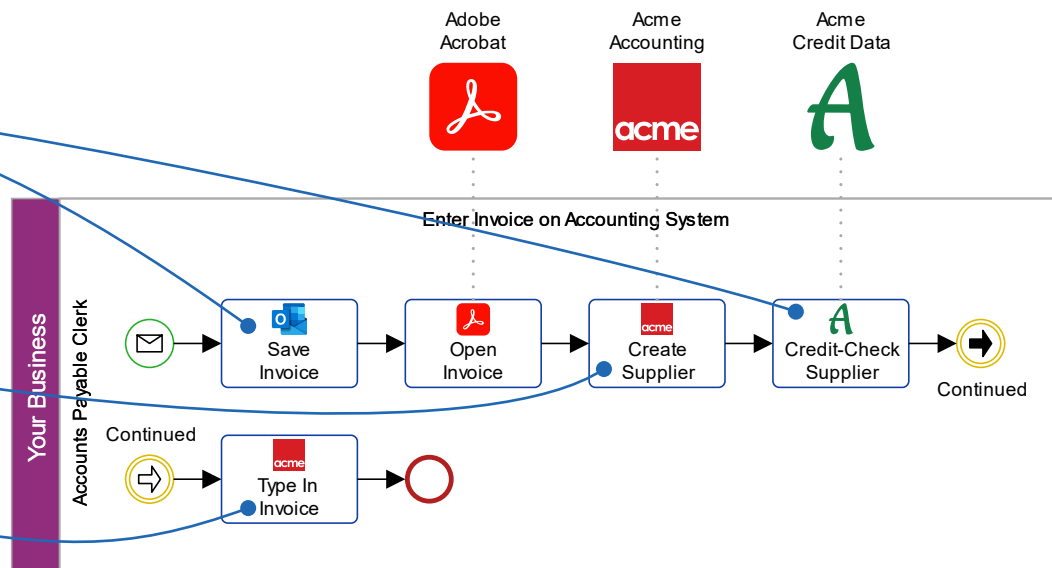 Adobe
Acrobat
Acme
Accounting
Acme
Credit Data
acme
Enter Invoice on Accounting System
Your Business
Accounts Payable Clerk
O
Save
Invoice
Open
Invoice
acme
Create
Supplier
Credit-Check
Supplier
Continued
Continued
acme
Type In
Invoice